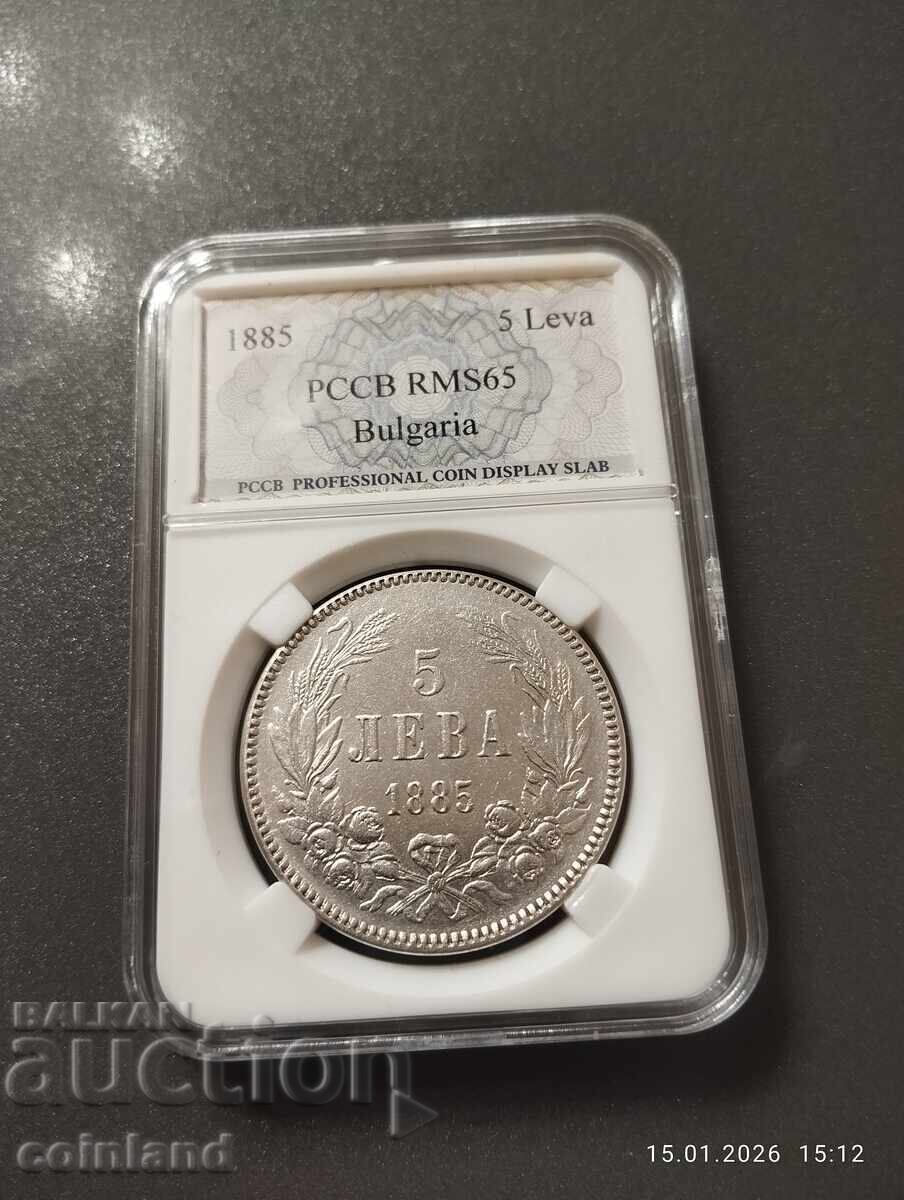 1885 5 Leva
PCCB RMS65
Bulgaria
PCCB PROFESSIONAL COIN DISPLAY SLAB
5
ЛЕВА
1885
BALKAN
auction
coinland
15.01.2026 15:12